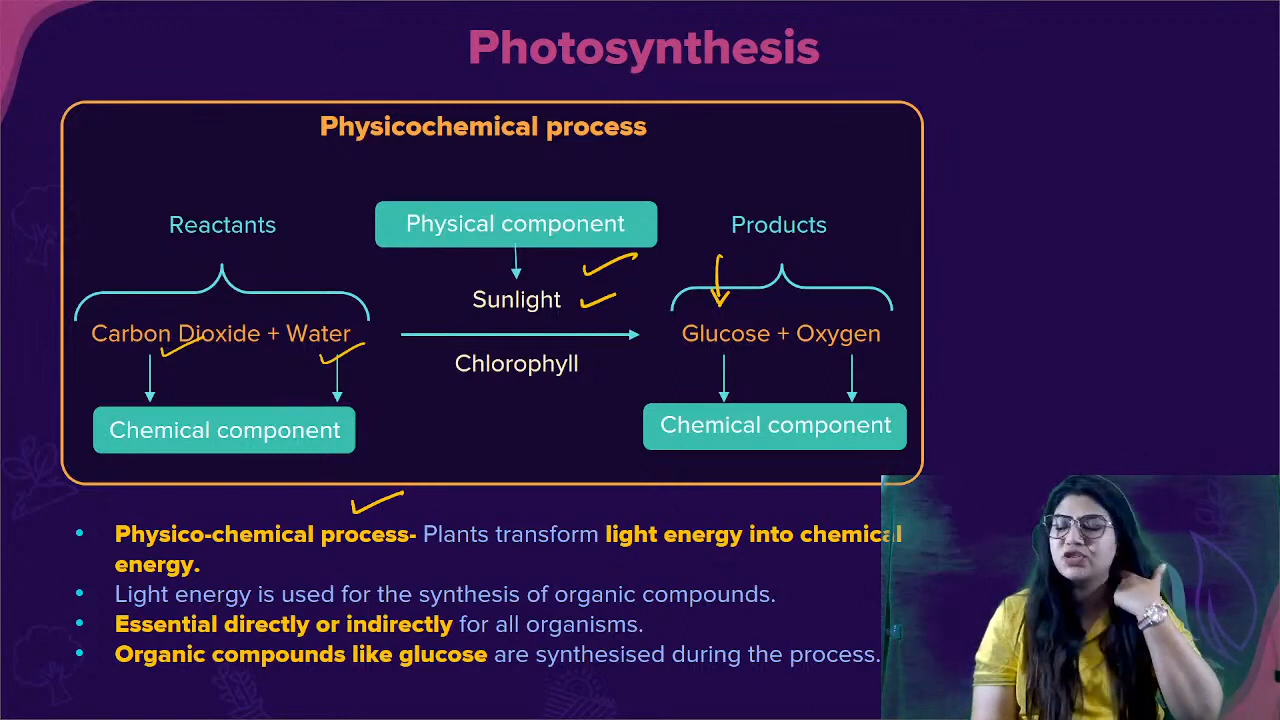 Photosynthesis
Physicochemical process
Reactants
Physical component
Products
Sunlight
Carbon Dioxide + Water
Glucose + Oxygen
Chlorophyll
Chemical component
Chemical component
• Physico-chemical process- Plants transform light energy into chemical
energy.
• Light energy is used for the synthesis of organic compounds.
• Essential directly or indirectly for all organisms.
• Organic compounds like glucose are synthesised during the process.